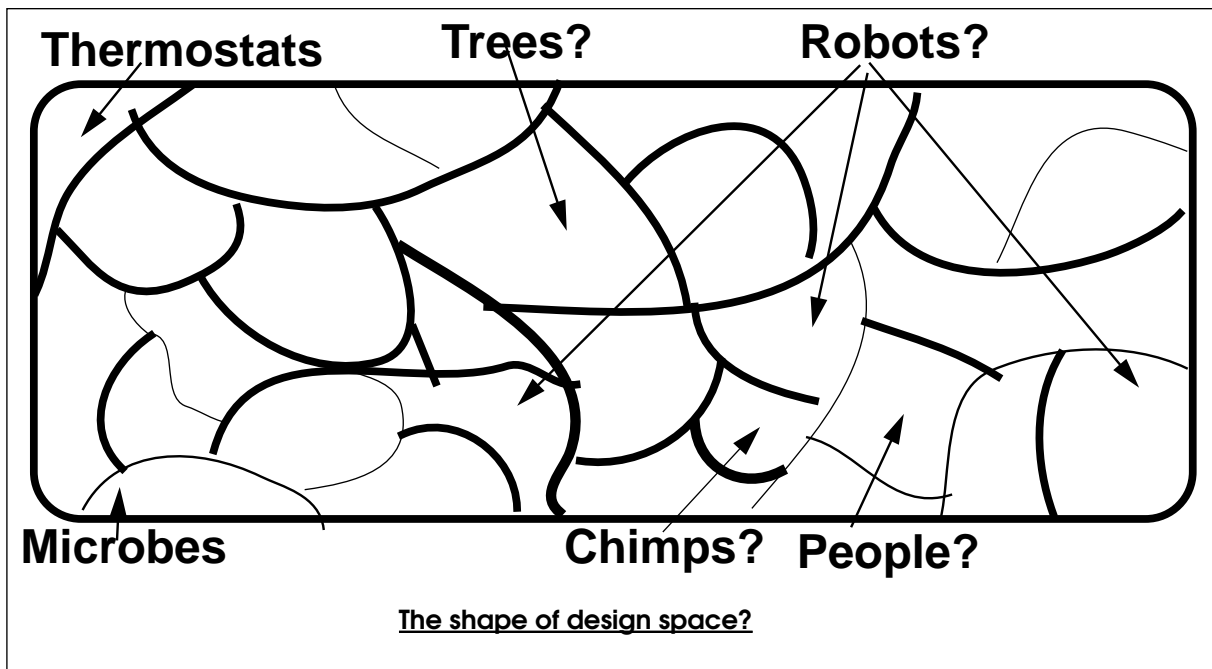 Thermostats
Trees?
Robots?
Microbes
Chimps?
People?
The shape of design space?